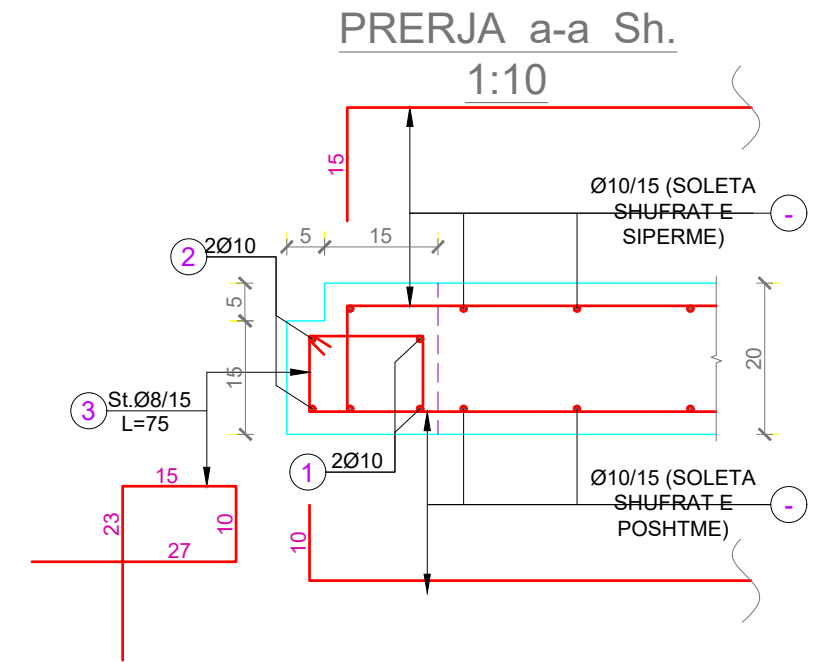 PRERJA a-a Sh.
1:10
15
Ø10/15 (SOLETA
SHUFRAT E
SIPERME)
-
5
15
2
2Ø10
5
15
20
3
St.Ø8/15
L=75
1
2Ø10
15
23
10
27
10
Ø10/15 (SOLETA
SHUFRAT E
POSHTME)
-